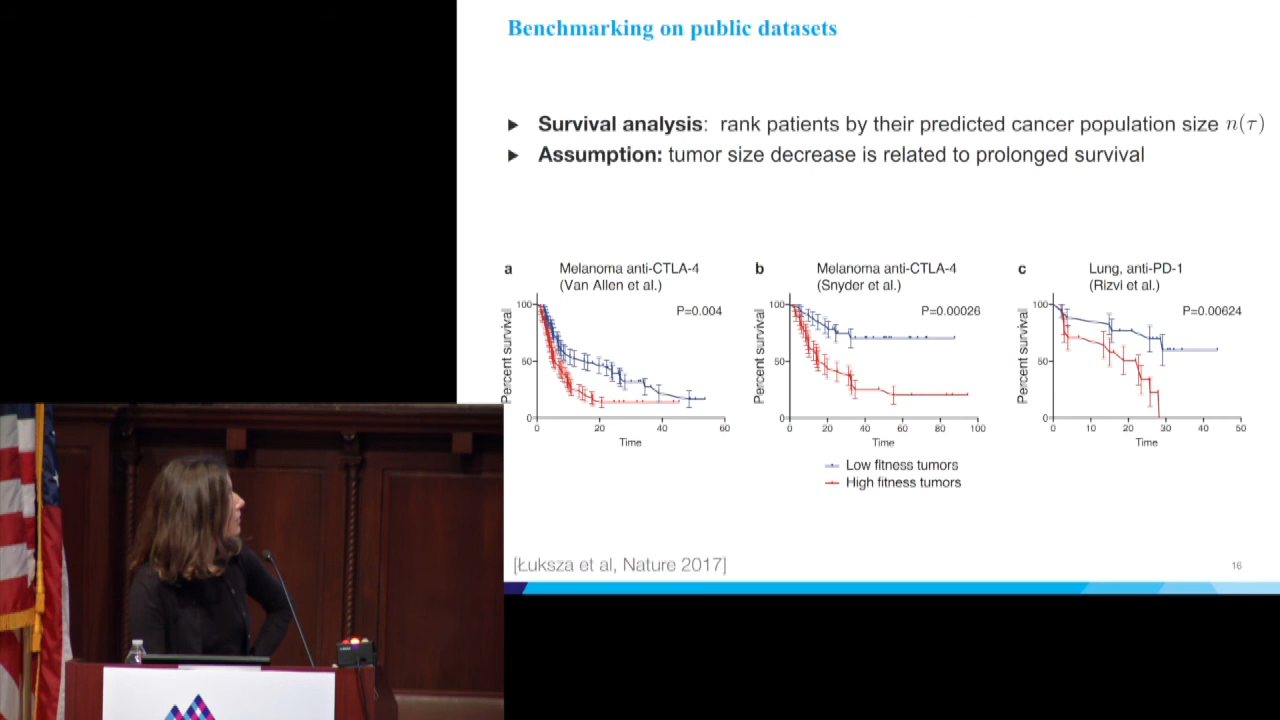 Benchmarking on public datasets
► Survival analysis: rank patients by their predicted cancer population size n(τ)
► Assumption: tumor size decrease is related to prolonged survival
a Melanoma anti-CTLA-4
(Van Allen et al.)
P=0.004
Percent survival
100
50
0
0 20 40 60
Time
b Melanoma anti-CTLA-4
(Snyder et al.)
P=0.00026
Percent survival
100
50
0
0 20 40 60 80 100
Time
c Lung, anti-PD-1
(Rizvi et al.)
P=0.00624
Percent survival
100
50
0
0 10 20 30 40 50
Time
Low fitness tumors
High fitness tumors
[Łuksza et al, Nature 2017]
16